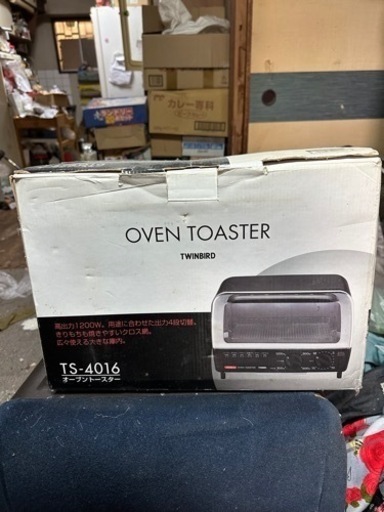 カレー専科
OVEN TOASTER
TWINBIRD
高出力1200W。用途に合わせた出力4段切替。
きりもちも焼きやすいクロス網。
広々使える大きな庫内。
TS-4016
オーブントースター